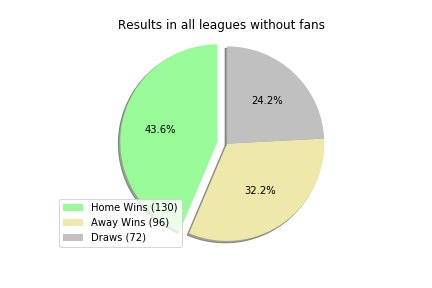 Results in all leagues without fans
24.2%
43.6%
32.2%
Home Wins (130)
Away Wins (96)
Draws (72)